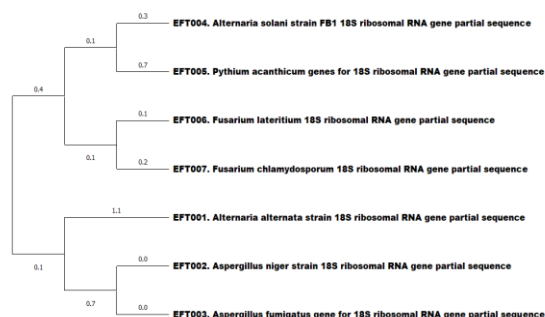 0.3
EFT004. Alternaria solani strain FB1 18S ribosomal RNA gene partial sequence
0.1
0.7
EFT005. Pythium acanthicum genes for 18S ribosomal RNA gene partial sequence
0.4
0.1
EFT006. Fusarium lateritium 18S ribosomal RNA gene partial sequence
0.1
0.2
EFT007. Fusarium chlamydosporum 18S ribosomal RNA gene partial sequence
1.1
EFT001. Alternaria alternata strain 18S ribosomal RNA gene partial sequence
0.1
0.0
EFT002. Aspergillus niger strain 18S ribosomal RNA gene partial sequence
0.7
0.0
EFT003. Aspergillus fumigatus gene for 18S ribosomal RNA gene partial sequence